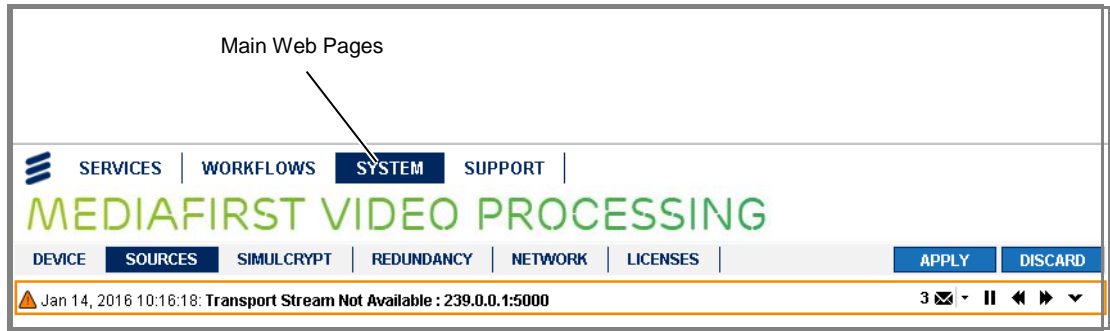 Main Web Pages
SERVICES WORKFLOWS SYSTEM SUPPORT
MEDIAFIRST VIDEO PROCESSING
DEVICE SOURCES SIMULCRYPT REDUNDANCY NETWORK LICENSES APPLY DISCARD
Jan 14, 2016 10:16:18: Transport Stream Not Available : 239.0.0.1:5000 3